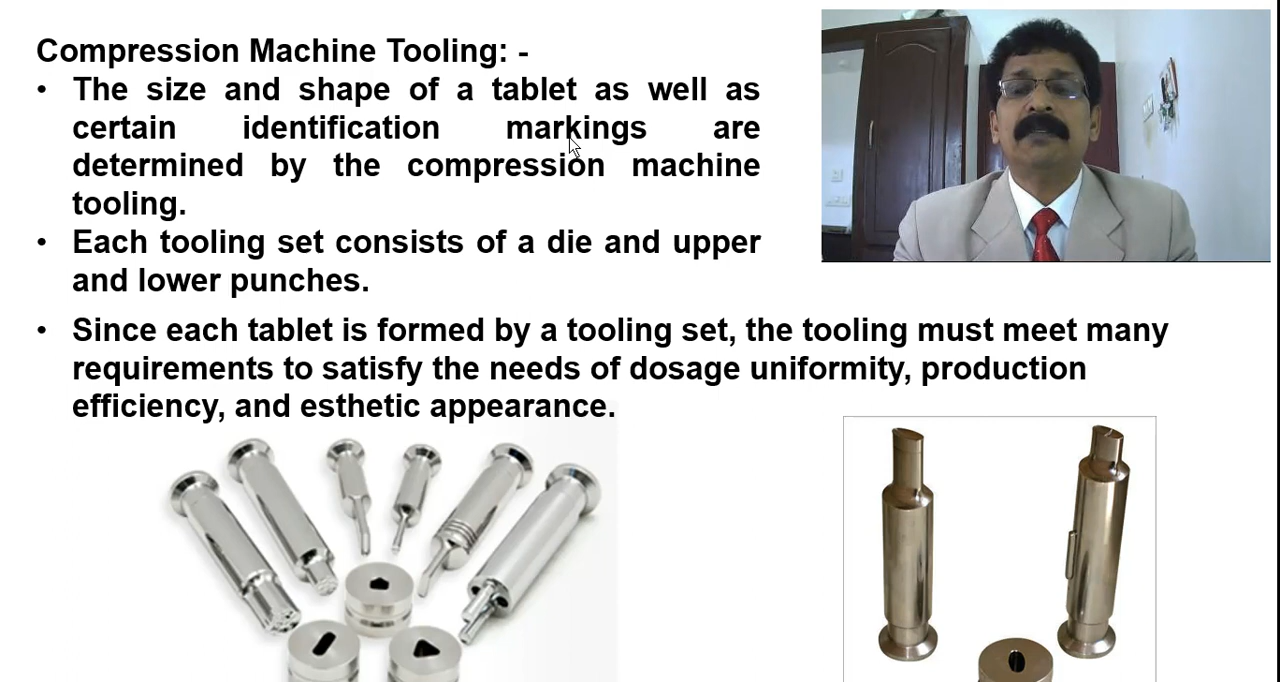 Compression Machine Tooling: -
• The size and shape of a tablet as well as
certain identification markings are
determined by the compression machine
tooling.
• Each tooling set consists of a die and upper
and lower punches.
• Since each tablet is formed by a tooling set, the tooling must meet many
requirements to satisfy the needs of dosage uniformity, production
efficiency, and esthetic appearance.